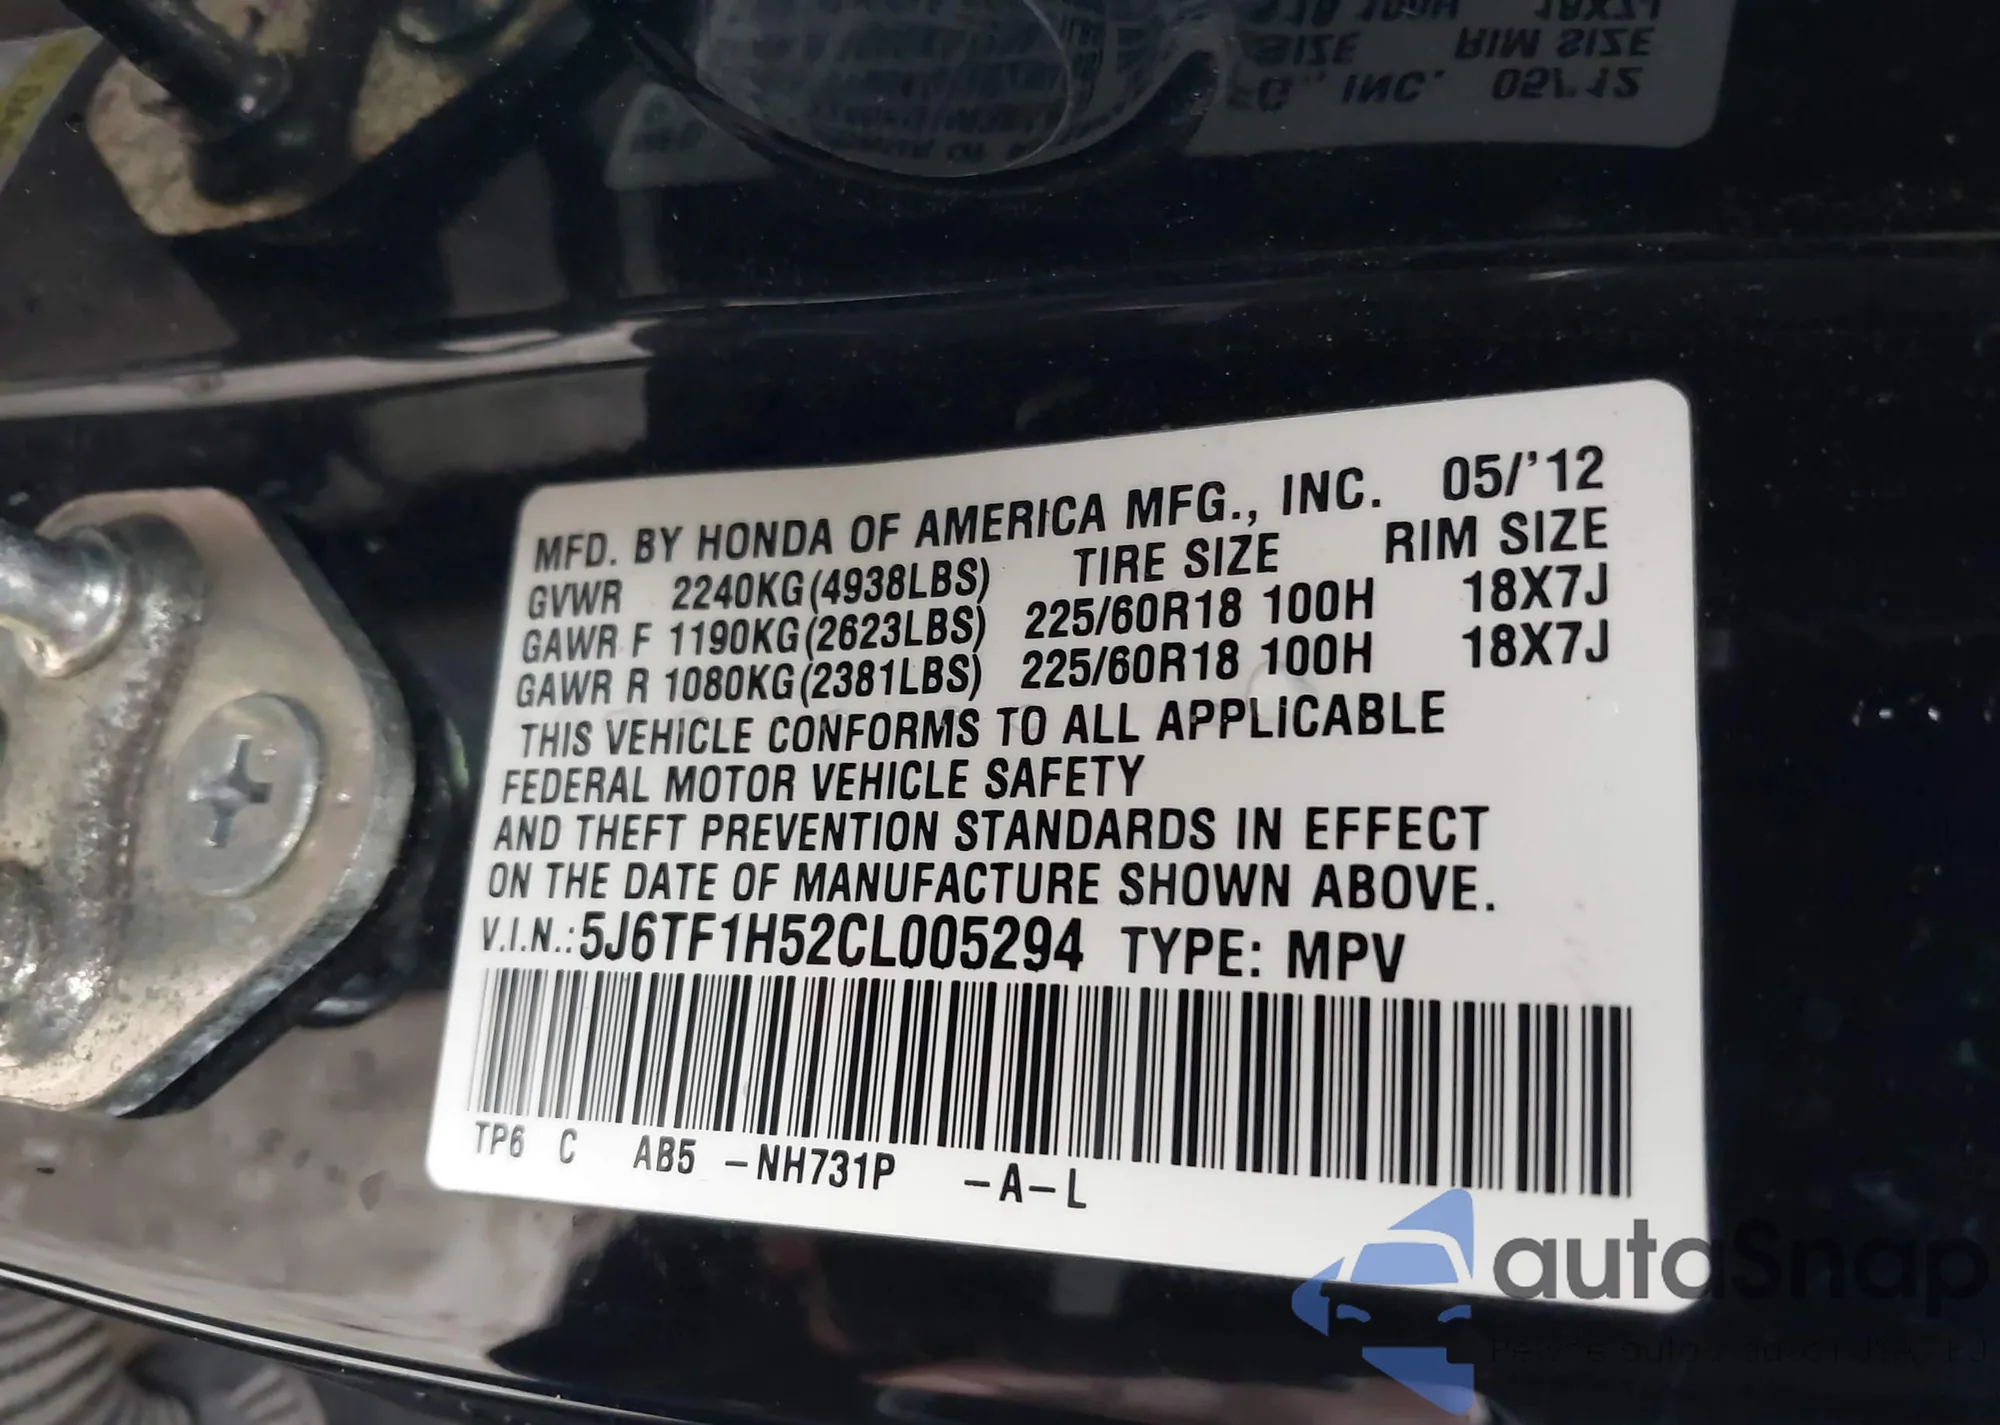 MFD. BY HONDA OF AMERICA MFG., INC. 05/'12
GVWR 2240KG(4938LBS) TIRE SIZE RIM SIZE
GAWR F 1190KG(2623LBS) 225/60R18 100H 18X7J
GAWR R 1080KG(2381LBS) 225/60R18 100H 18X7J
THIS VEHICLE CONFORMS TO ALL APPLICABLE
FEDERAL MOTOR VEHICLE SAFETY
AND THEFT PREVENTION STANDARDS IN EFFECT
ON THE DATE OF MANUFACTURE SHOWN ABOVE.
V.I.N.:5J6TF1H52CL005294 TYPE: MPV
TP6 C AB5 -NH731P -A-L
autaSnap